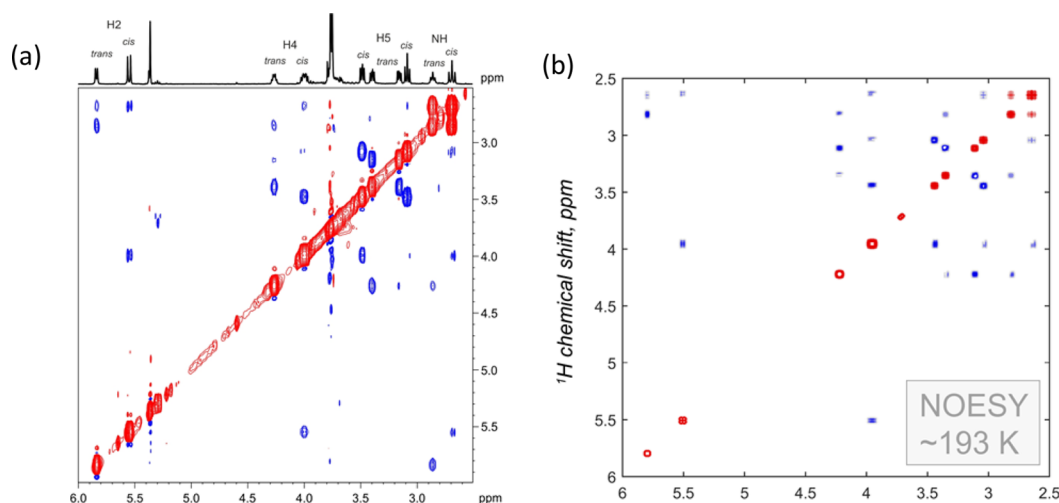 (a)
H2
H4
H5
NH
trans
cis
trans
cis
cis
trans
cis
trans
cis
ppm
3.0
3.5
4.0
4.5
5.0
5.5
6.0
5.5
5.0
4.5
4.0
3.5
3.0
ppm
(b)
2.5
3
3.5
4
4.5
5
5.5
6
¹H chemical shift, ppm
NOESY
~193 K
6
5.5
5
4.5
4
3.5
3
2.5